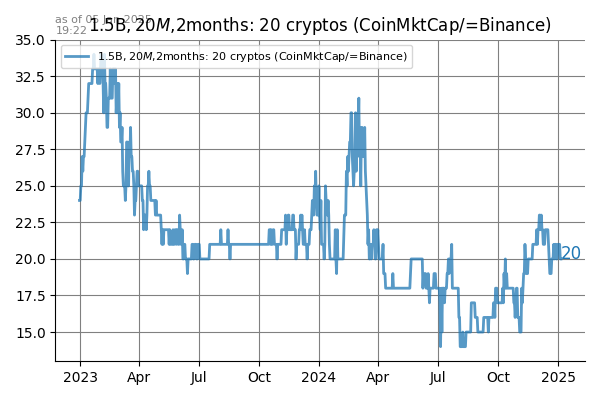 as of 05 Jan 2025
19:22
1.5B,20M,2months: 20 cryptos (CoinMktCap/=Binance)
1.5B,20M,2months: 20 cryptos (CoinMktCap/=Binance)
35.0
32.5
30.0
27.5
25.0
22.5
20.0
17.5
15.0
20
2023 Apr Jul Oct 2024 Apr Jul Oct 2025